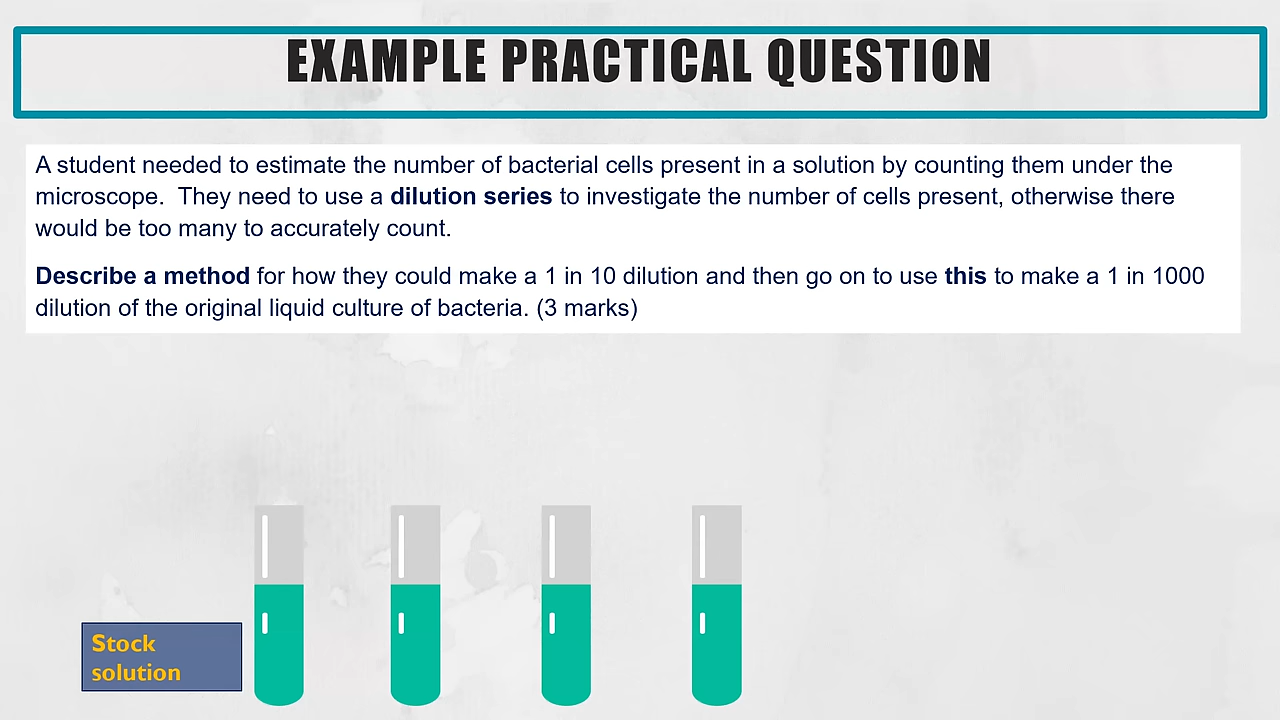 EXAMPLE PRACTICAL QUESTION
A student needed to estimate the number of bacterial cells present in a solution by counting them under the
microscope.  They need to use a dilution series to investigate the number of cells present, otherwise there
would be too many to accurately count.
Describe a method for how they could make a 1 in 10 dilution and then go on to use this to make a 1 in 1000
dilution of the original liquid culture of bacteria. (3 marks)
Stock
solution